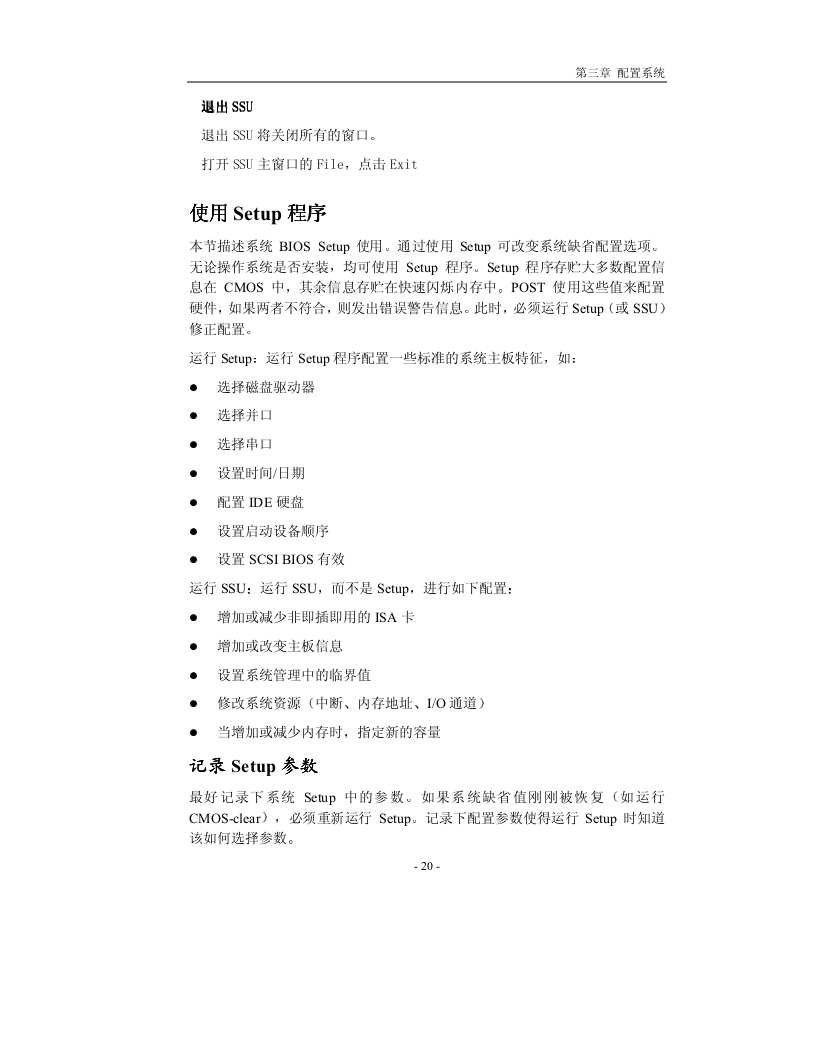 第三章 配置系统
退出 SSU
退出 SSU 将关闭所有的窗口。
打开 SSU 主窗口的 File，点击 Exit
使用 Setup 程序
本节描述系统 BIOS Setup 使用。通过使用 Setup 可改变系统缺省配置选项。
无论操作系统是否安装，均可使用 Setup 程序。Setup 程序存贮大多数配置信
息在 CMOS 中，其余信息存贮在快速闪烁内存中。POST 使用这些值来配置
硬件，如果两者不符合，则发出错误警告信息。此时，必须运行 Setup（或 SSU）
修正配置。
运行 Setup：运行 Setup 程序配置一些标准的系统主板特征，如：
● 选择磁盘驱动器
● 选择并口
● 选择串口
● 设置时间/日期
● 配置 IDE 硬盘
● 设置启动设备顺序
● 设置 SCSI BIOS 有效
运行 SSU：运行 SSU，而不是 Setup，进行如下配置：
● 增加或减少非即插即用的 ISA 卡
● 增加或改变主板信息
● 设置系统管理中的临界值
● 修改系统资源（中断、内存地址、I/O 通道）
● 当增加或减少内存时，指定新的容量
记录 Setup 参数
最好记录下系统 Setup 中的参数。如果系统缺省值刚刚被恢复（如运行
CMOS-clear），必须重新运行 Setup。记录下配置参数使得运行 Setup 时知道
该如何选择参数。
- 20 -